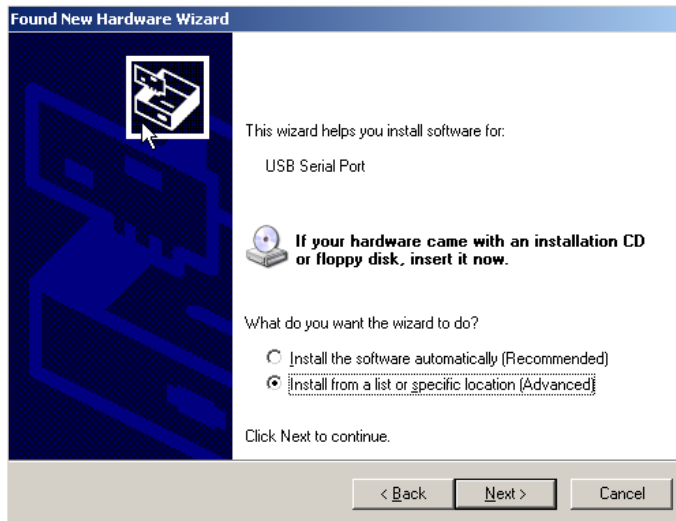 Found New Hardware Wizard
This wizard helps you install software for:
USB Serial Port
If your hardware came with an installation CD
or floppy disk, insert it now.
What do you want the wizard to do?
Install the software automatically (Recommended)
Install from a list or specific location (Advanced)
Click Next to continue.
< Back
Next >
Cancel